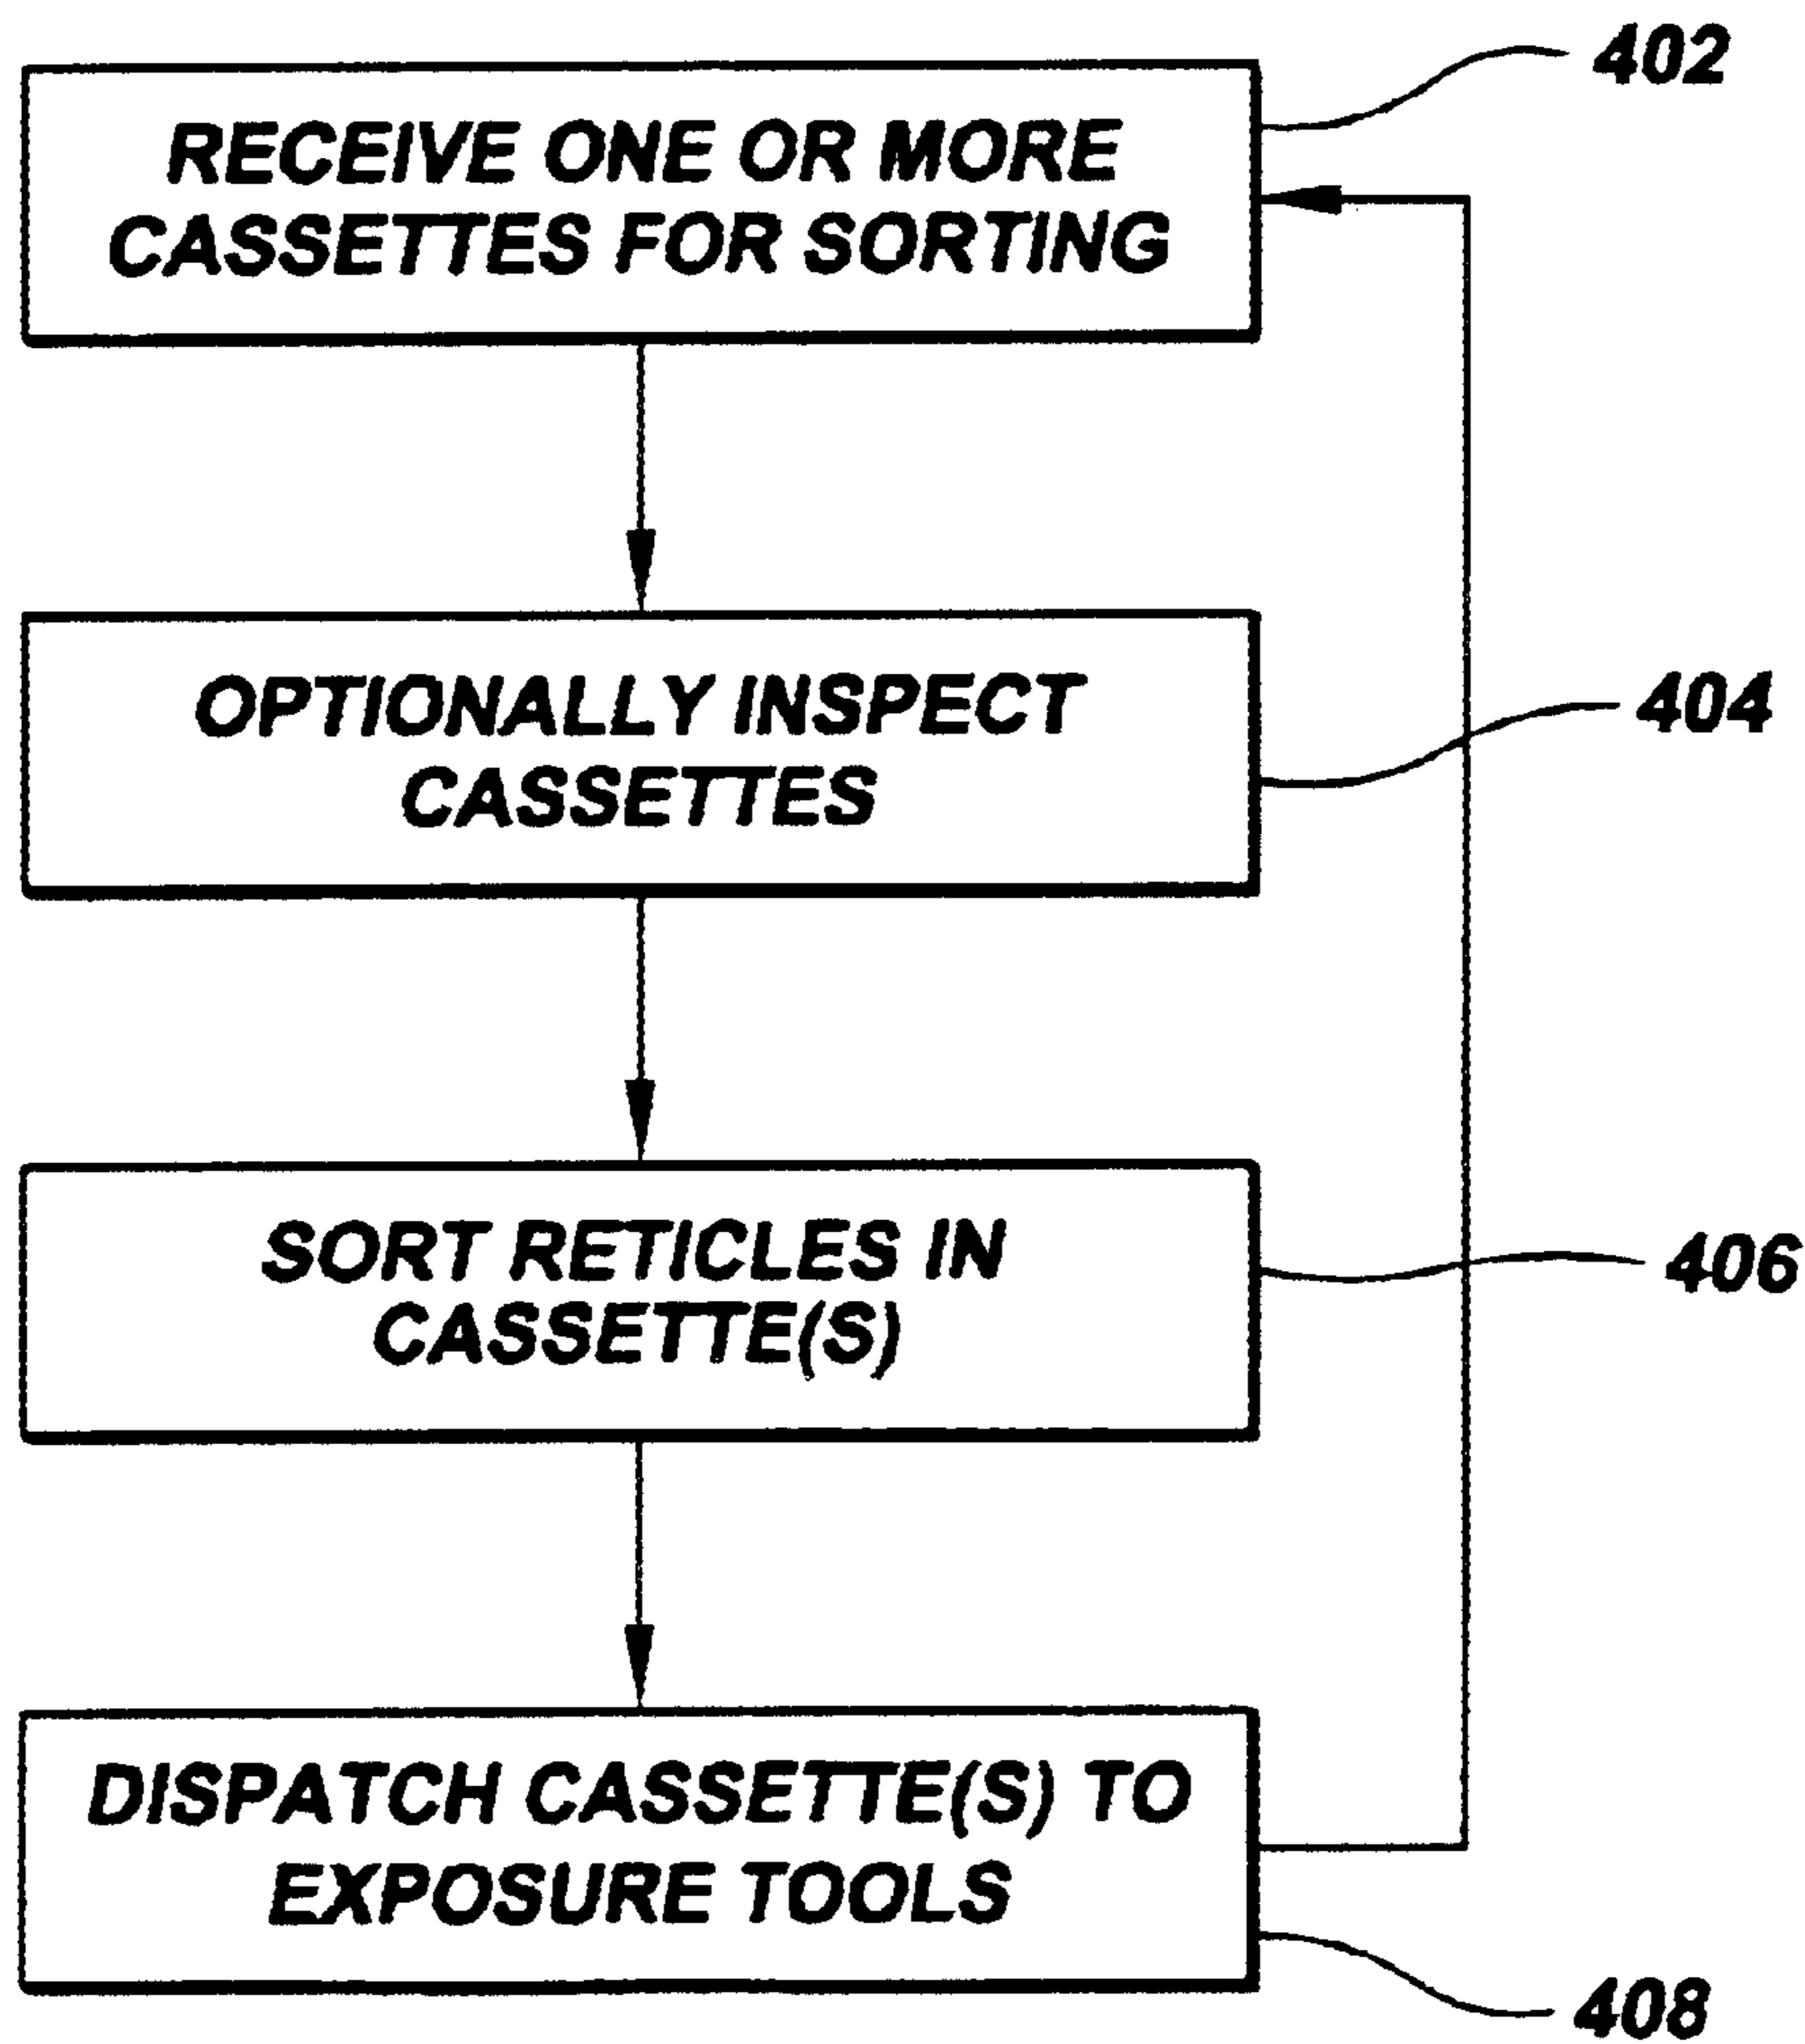 402
RECEIVE ONE OR MORE
CASSETTES FOR SORTING
OPTIONALLY INSPECT
CASSETTES
404
SORT RETICLES IN
CASSETTE(S)
406
DISPATCH CASSETTE(S) TO
EXPOSURE TOOLS
408